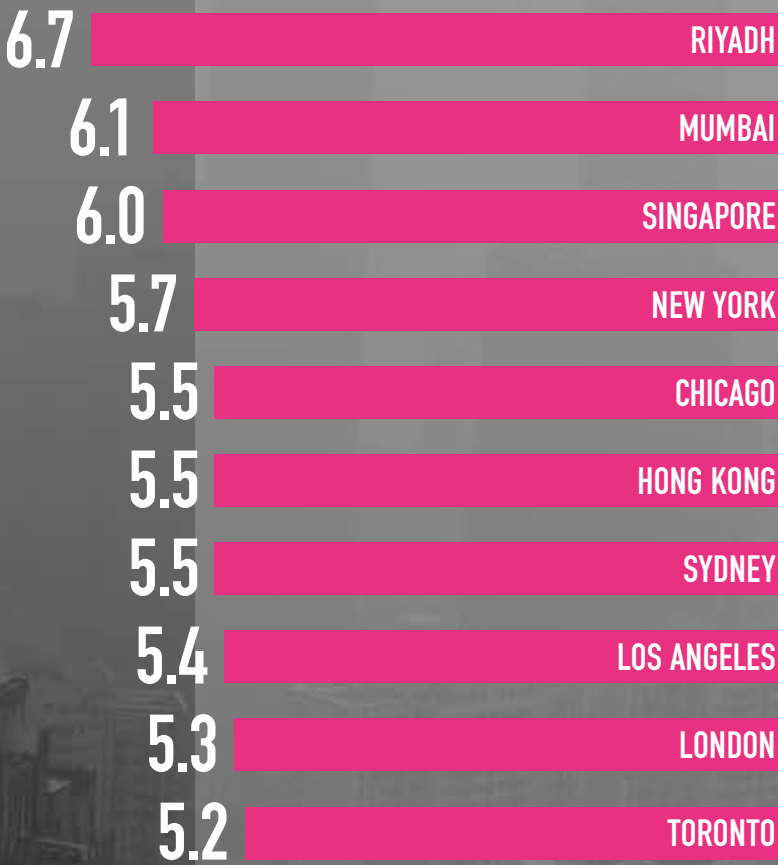 6.7 RIYADH
6.1 MUMBAI
6.0 SINGAPORE
5.7 NEW YORK
5.5 CHICAGO
5.5 HONG KONG
5.5 SYDNEY
5.4 LOS ANGELES
5.3 LONDON
5.2 TORONTO